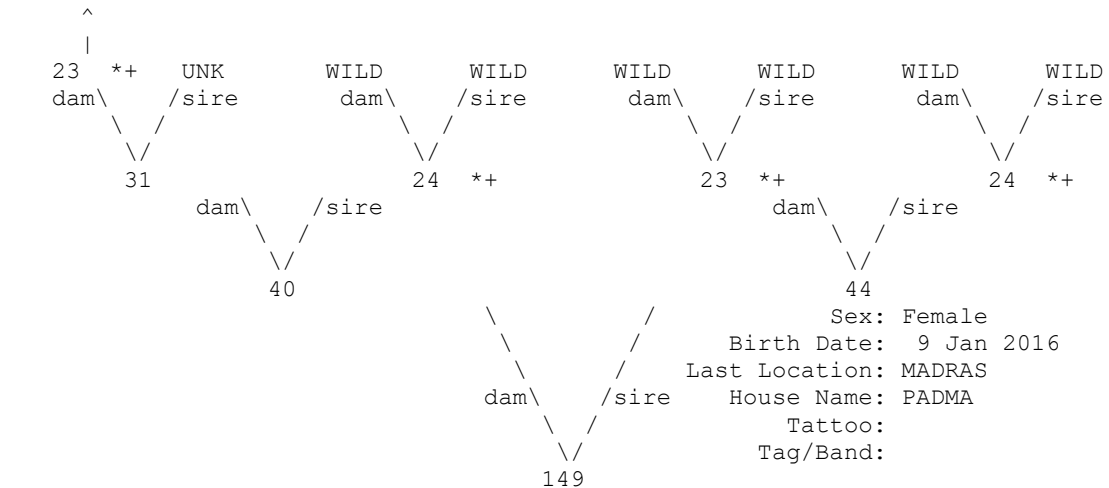 ^
|
23 *+ UNK WILD WILD WILD WILD WILD WILD
dam\ /sire dam\ /sire dam\ /sire dam\ /sire
\ / \ / \ / \ /
\/ \/ \/ \/
31 24 *+ 23 *+ 24 *+
dam\ /sire dam\ /sire
\ / \ /
\/ \/
40 44
\ / Sex: Female
\ / Birth Date: 9 Jan 2016
\ / Last Location: MADRAS
dam\ /sire House Name: PADMA
\ / Tattoo:
\/ Tag/Band:
149